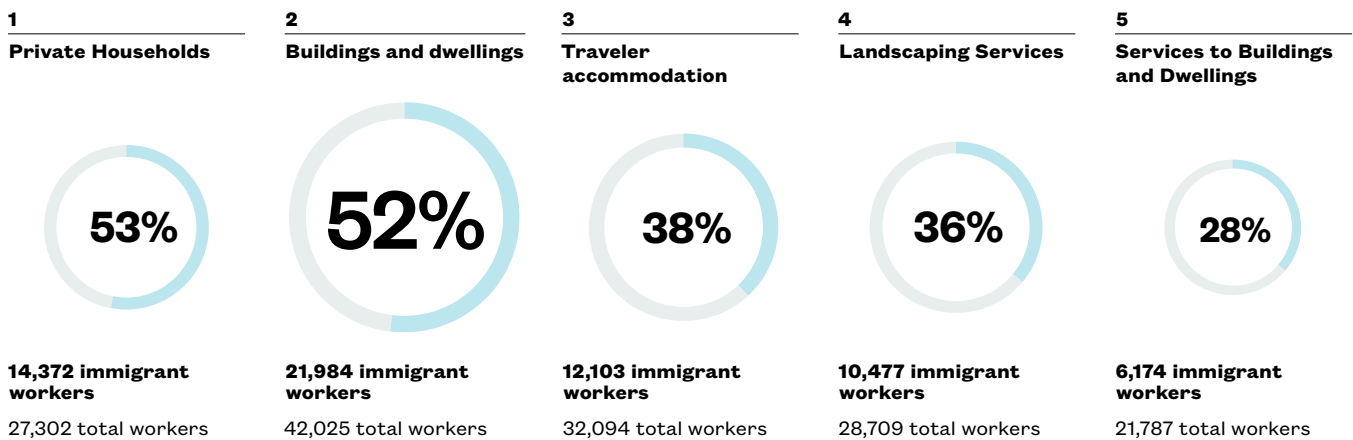 1
Private Households
53%
14,372 immigrant
workers
27,302 total workers
2
Buildings and dwellings
52%
21,984 immigrant
workers
42,025 total workers
3
Traveler
accommodation
38%
12,103 immigrant
workers
32,094 total workers
4
Landscaping Services
36%
10,477 immigrant
workers
28,709 total workers
5
Services to Buildings
and Dwellings
28%
6,174 immigrant
workers
21,787 total workers